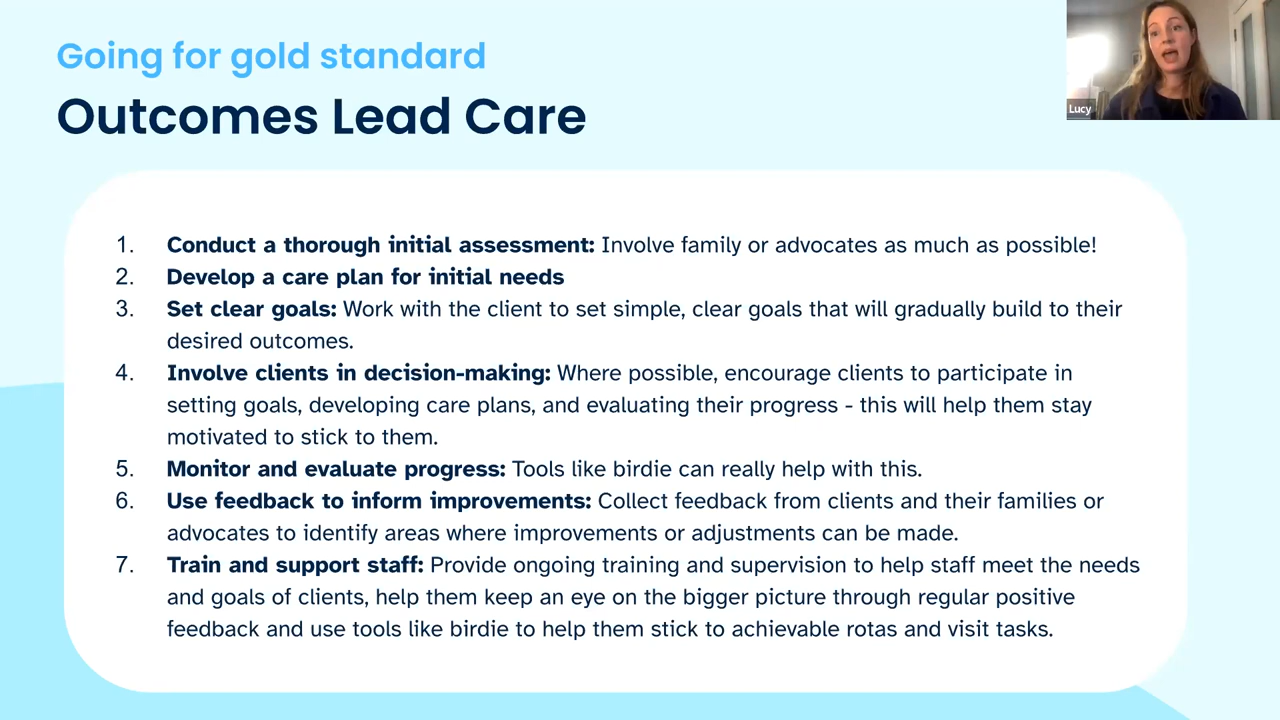 Going for gold standard
Outcomes Lead Care
Lucy
1. Conduct a thorough initial assessment: Involve family or advocates as much as possible!
2. Develop a care plan for initial needs
3. Set clear goals: Work with the client to set simple, clear goals that will gradually build to their
desired outcomes.
4. Involve clients in decision-making: Where possible, encourage clients to participate in
setting goals, developing care plans, and evaluating their progress - this will help them stay
motivated to stick to them.
5. Monitor and evaluate progress: Tools like birdie can really help with this.
6. Use feedback to inform improvements: Collect feedback from clients and their families or
advocates to identify areas where improvements or adjustments can be made.
7. Train and support staff: Provide ongoing training and supervision to help staff meet the needs
and goals of clients, help them keep an eye on the bigger picture through regular positive
feedback and use tools like birdie to help them stick to achievable rotas and visit tasks.